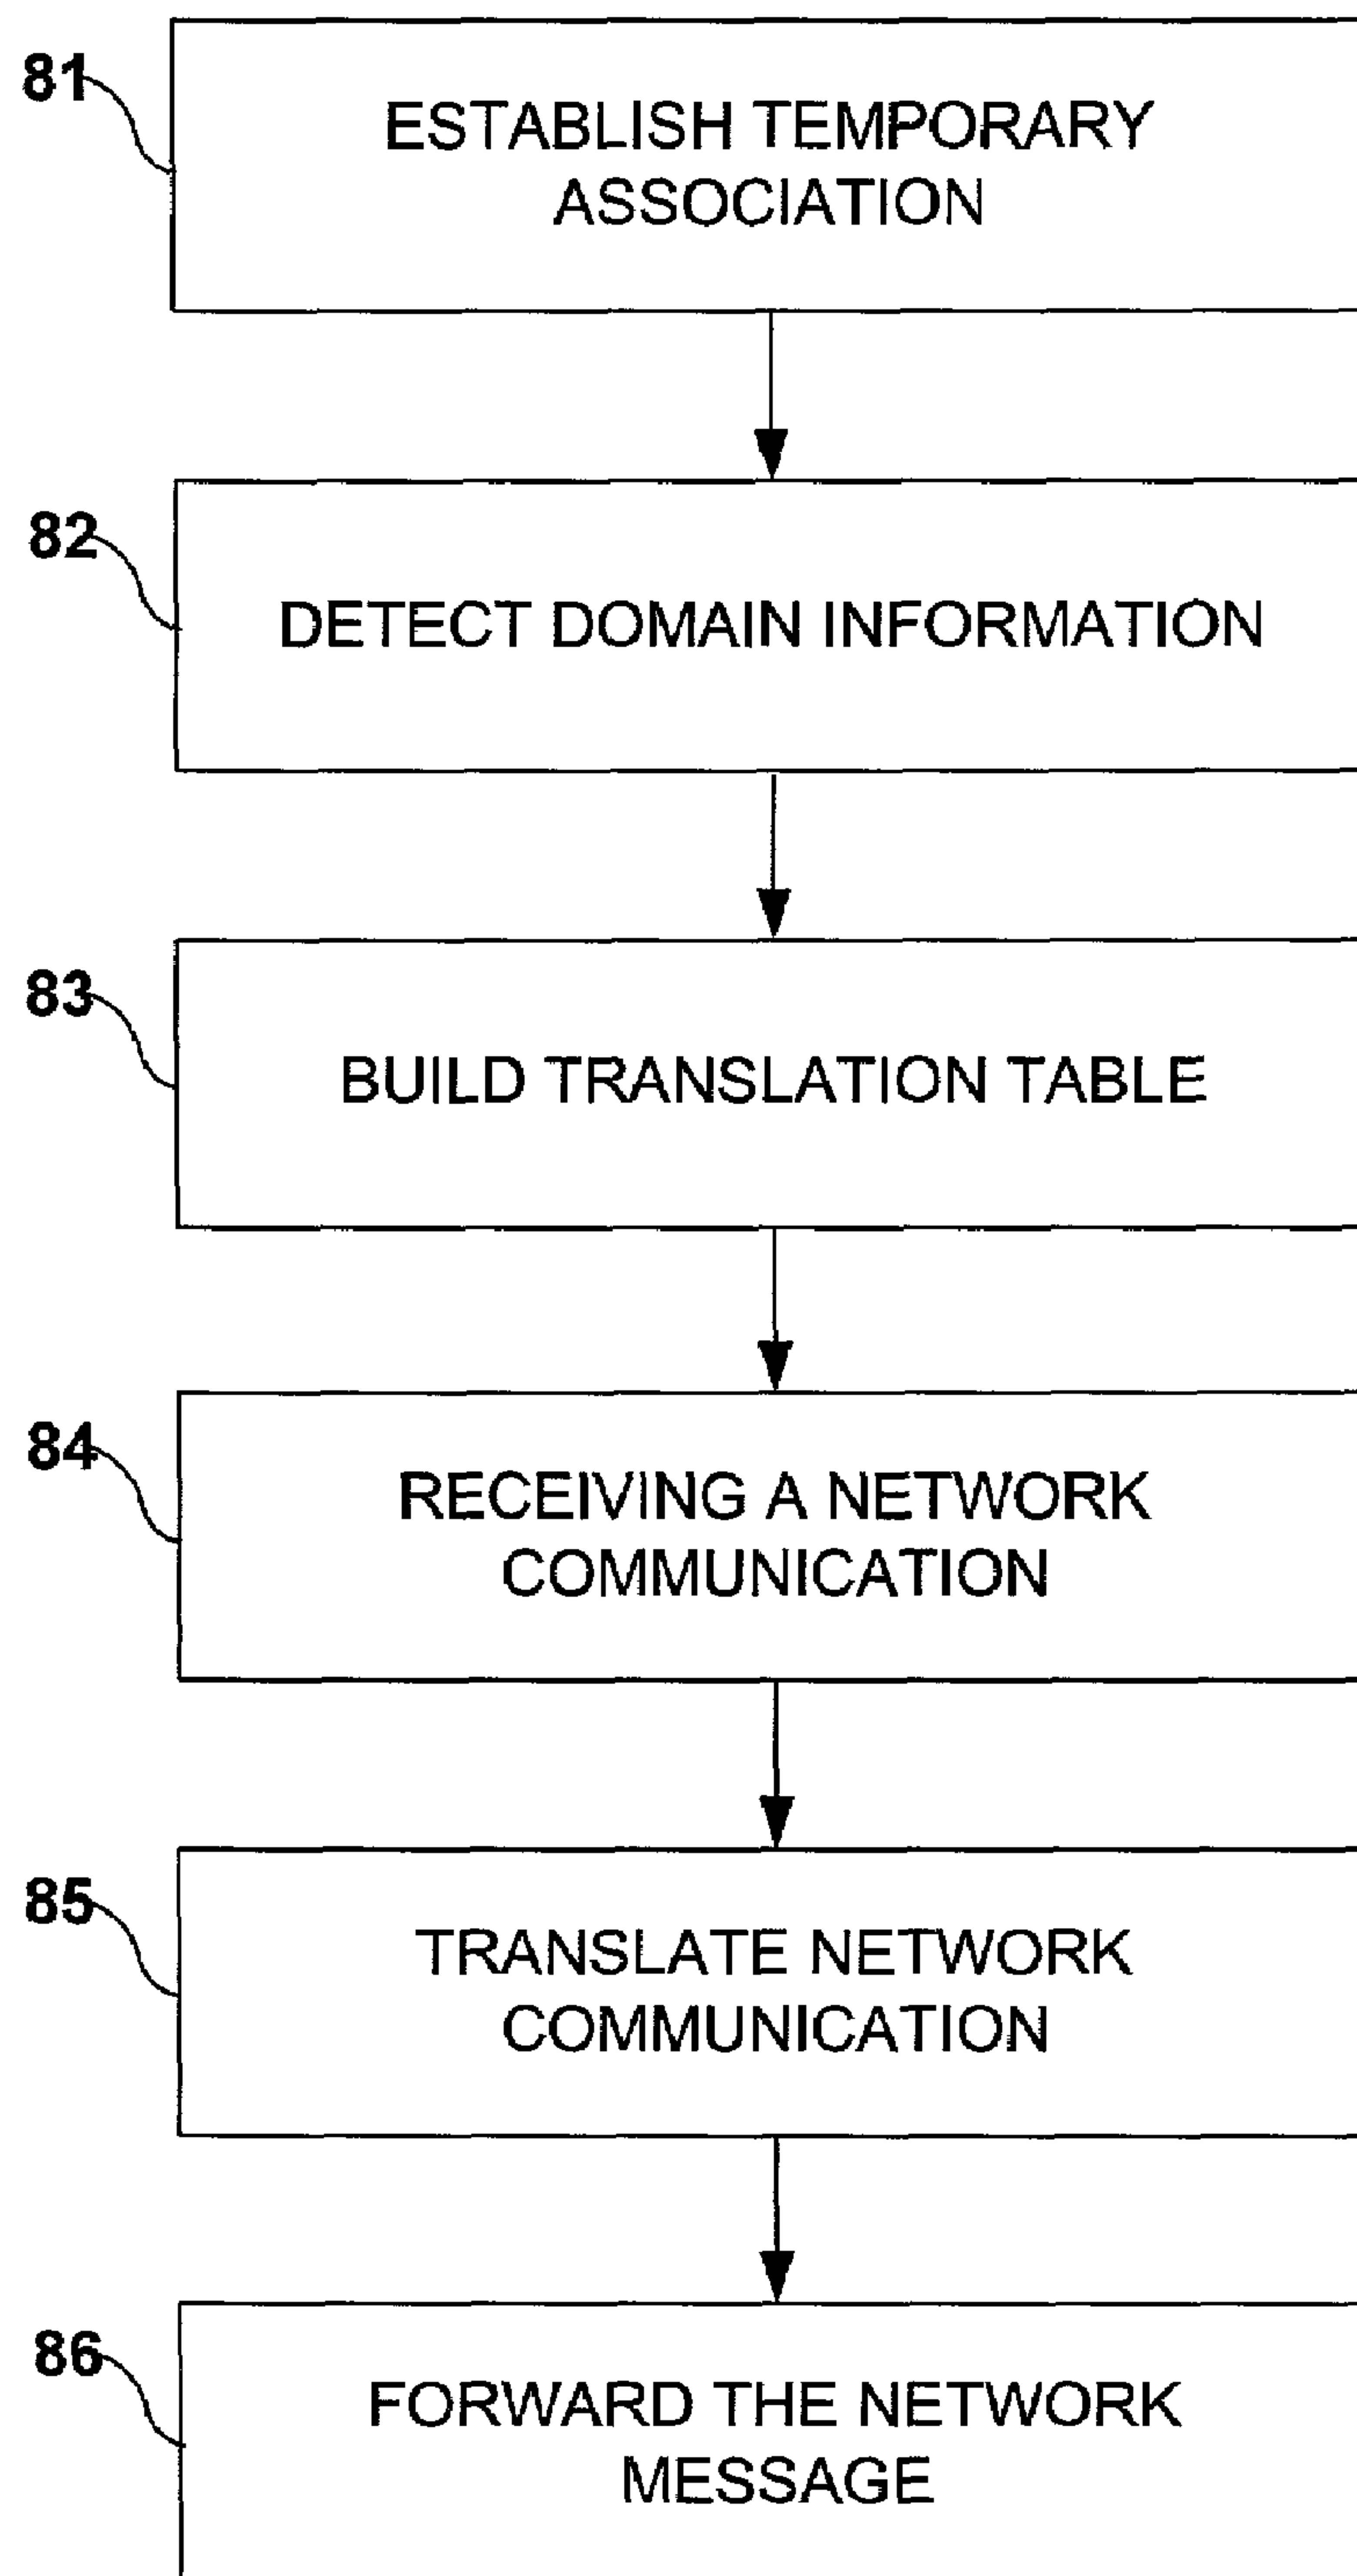 81
ESTABLISH TEMPORARY
ASSOCIATION
82
DETECT DOMAIN INFORMATION
83
BUILD TRANSLATION TABLE
84
RECEIVING A NETWORK
COMMUNICATION
85
TRANSLATE NETWORK
COMMUNICATION
86
FORWARD THE NETWORK
MESSAGE